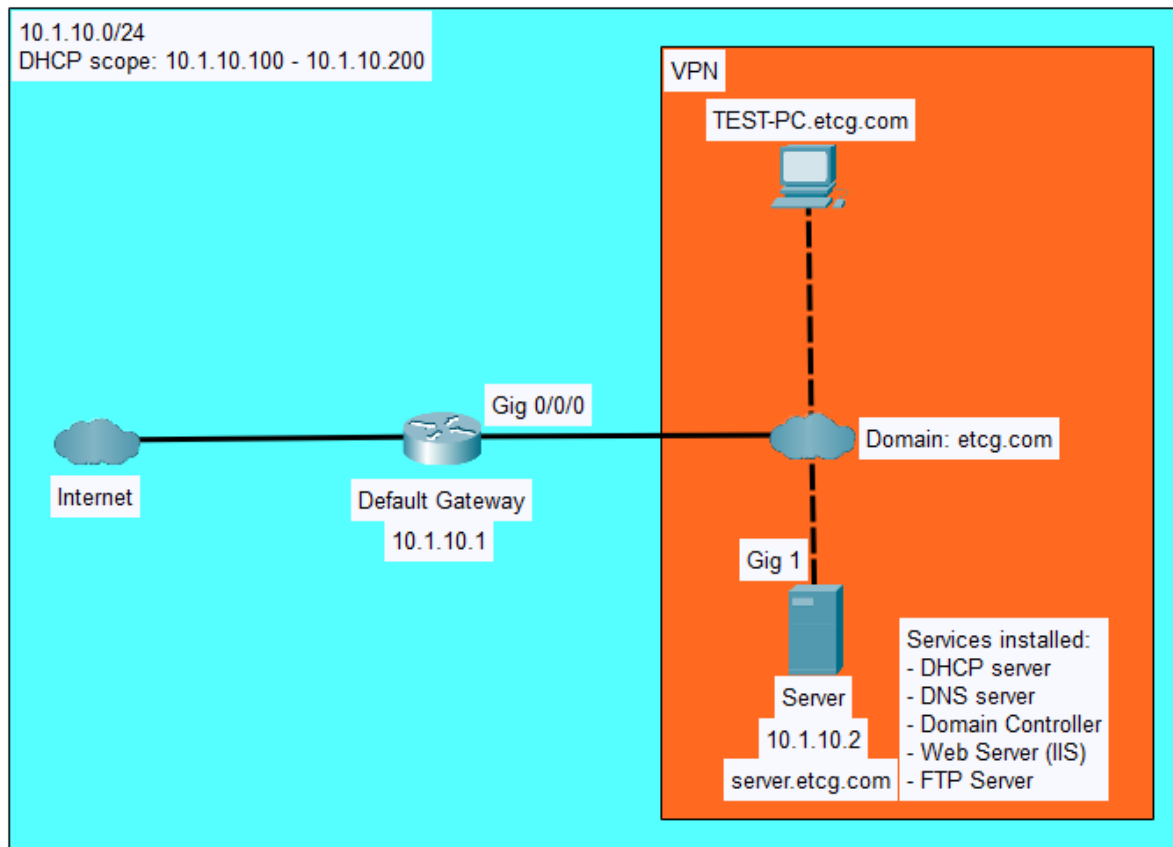 10.1.10.0/24
DHCP scope: 10.1.10.100 - 10.1.10.200
VPN
TEST-PC.etcg.com
Gig 0/0/0
Domain: etcg.com
Internet
Default Gateway
10.1.10.1
Gig 1
Server
10.1.10.2
server.etcg.com
Services installed:
- DHCP server
- DNS server
- Domain Controller
- Web Server (IIS)
- FTP Server